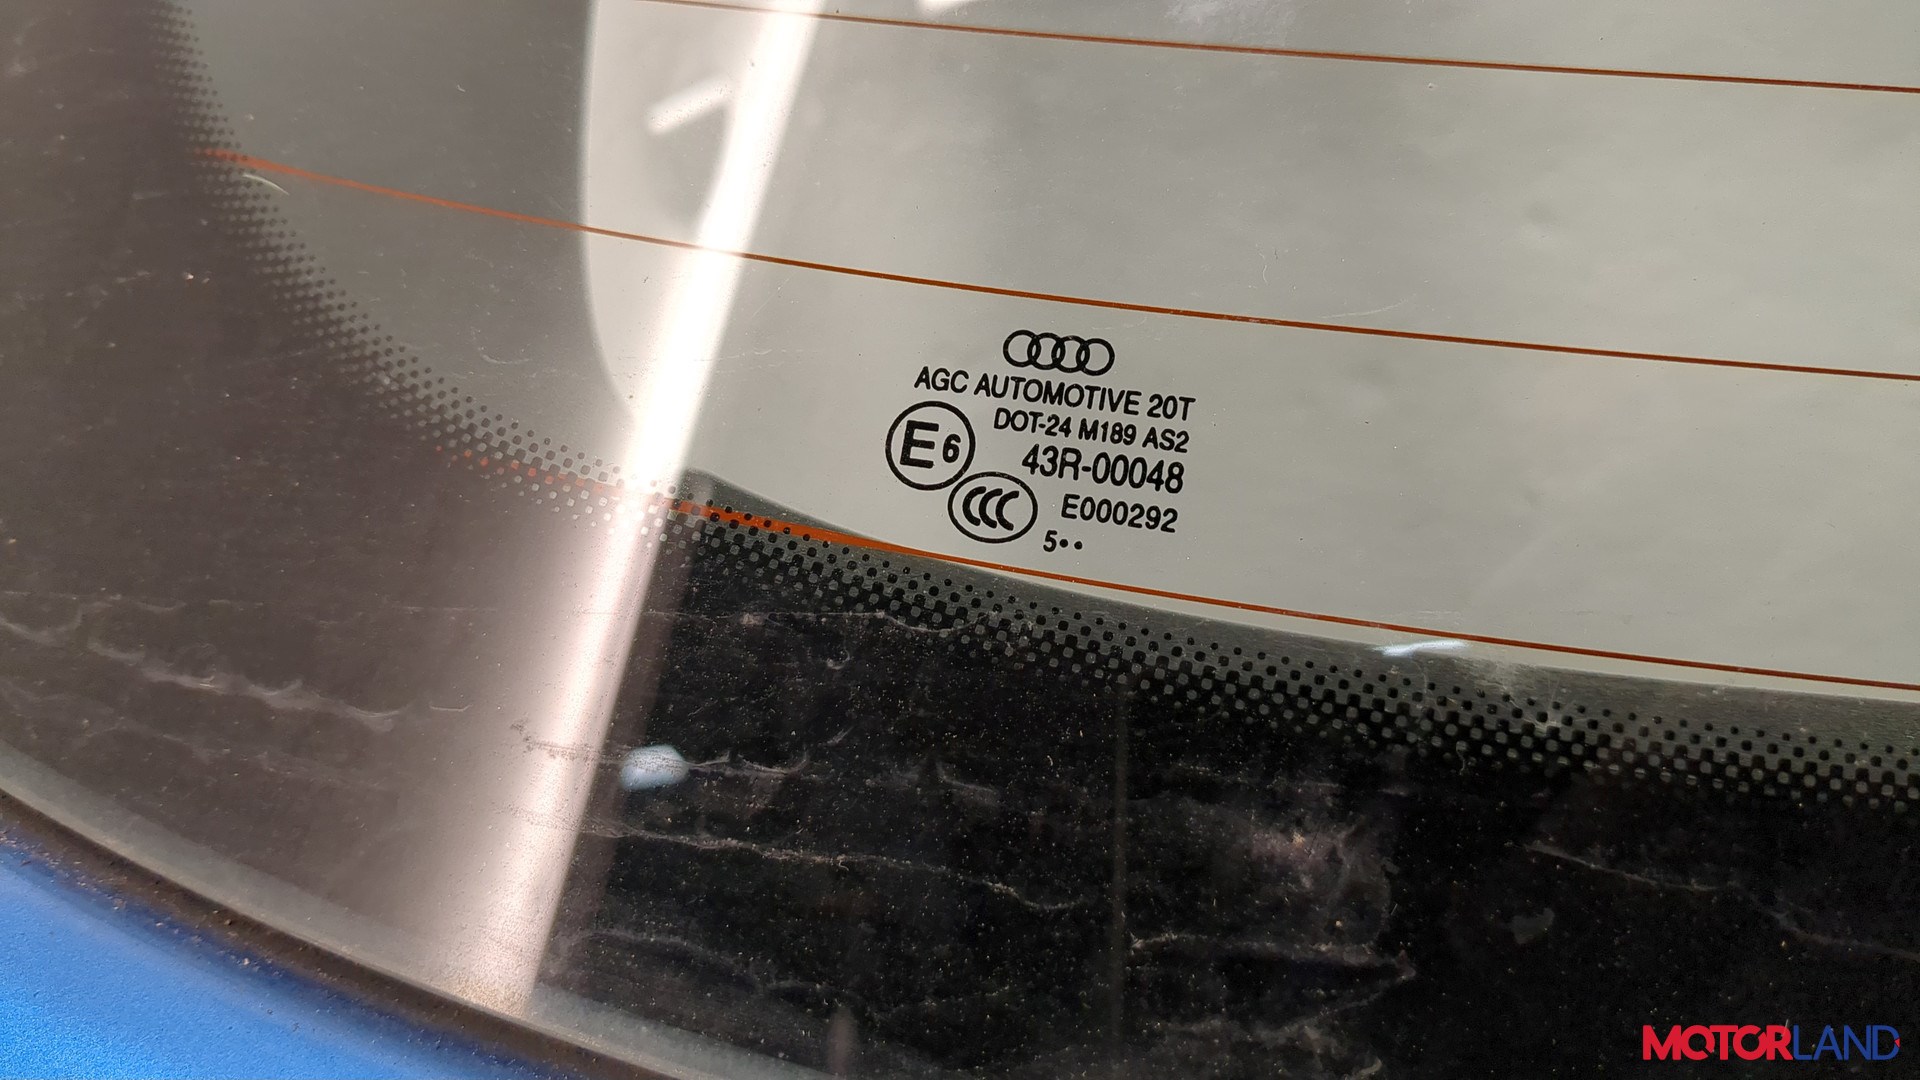 AGC AUTOMOTIVE 20T
DOT-24 M189 AS2
E6
43R-00048
CCC
E000292
5••
MOTORLAND